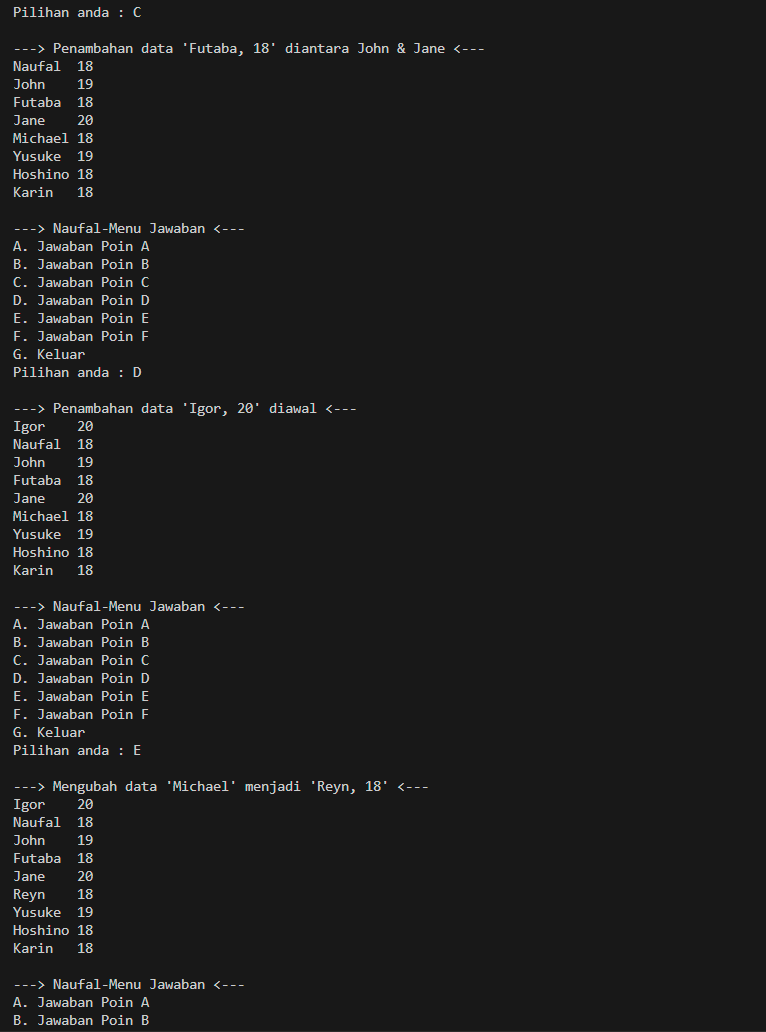 Pilihan anda : C
---> Penambahan data 'Futaba, 18' diantara John & Jane <---
Naufal  18
John    19
Futaba  18
Jane    20
Michael 18
Yusuke  19
Hoshino 18
Karin   18
---> Naufal-Menu Jawaban <---
A. Jawaban Poin A
B. Jawaban Poin B
C. Jawaban Poin C
D. Jawaban Poin D
E. Jawaban Poin E
F. Jawaban Poin F
G. Keluar
Pilihan anda : D
---> Penambahan data 'Igor, 20' diawal <---
Igor    20
Naufal  18
John    19
Futaba  18
Jane    20
Michael 18
Yusuke  19
Hoshino 18
Karin   18
---> Naufal-Menu Jawaban <---
A. Jawaban Poin A
B. Jawaban Poin B
C. Jawaban Poin C
D. Jawaban Poin D
E. Jawaban Poin E
F. Jawaban Poin F
G. Keluar
Pilihan anda : E
---> Mengubah data 'Michael' menjadi 'Reyn, 18' <---
Igor    20
Naufal  18
John    19
Futaba  18
Jane    20
Reyn    18
Yusuke  19
Hoshino 18
Karin   18
---> Naufal-Menu Jawaban <---
A. Jawaban Poin A
B. Jawaban Poin B